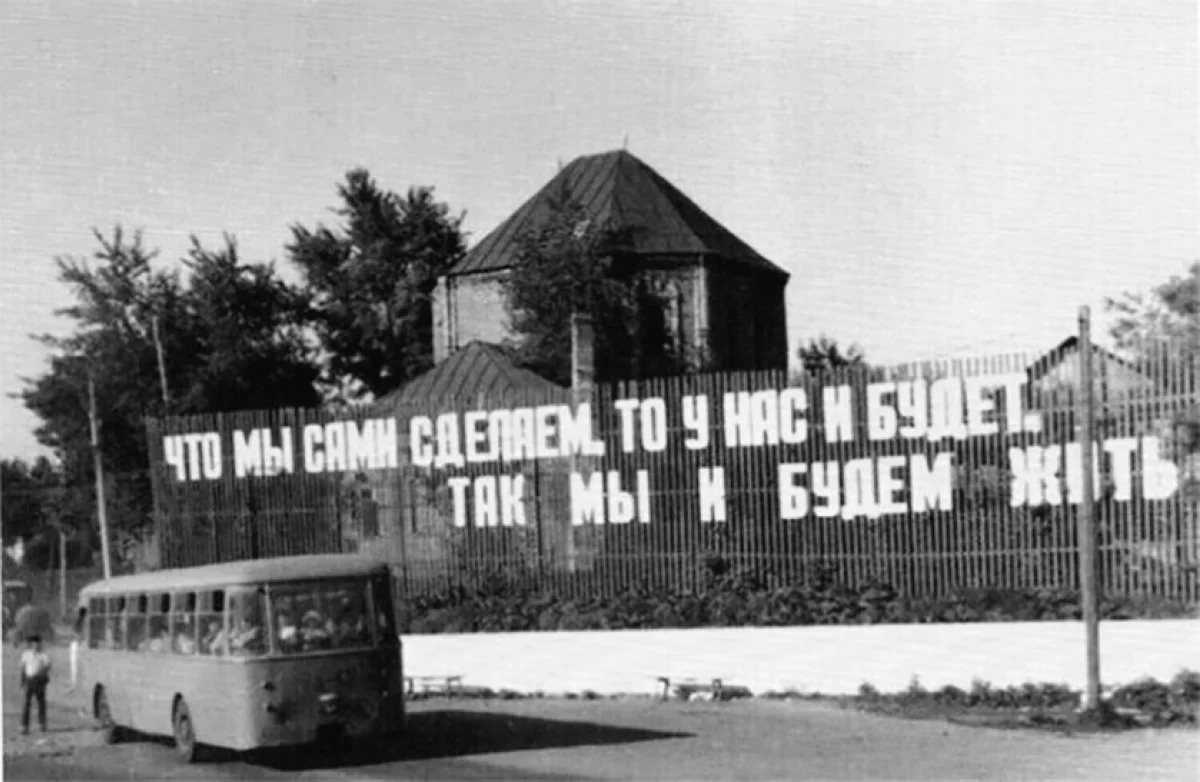 ЧТО МЫ САМИ СДЕЛАЕМ, ТО У НАС И БУДЕТ.
ТАК МЫ И БУДЕМ ЖИТЬ